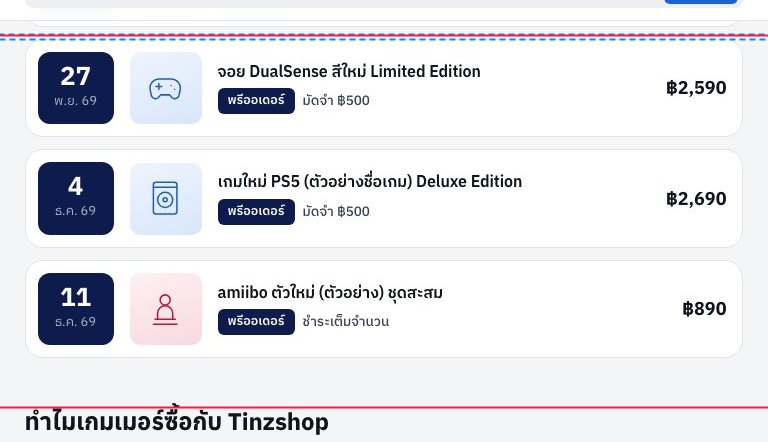 27
พ.ย. 69
จอย DualSense สีใหม่ Limited Edition
พรีออเดอร์ มัดจำ ฿500
฿2,590
4
ธ.ค. 69
เกมใหม่ PS5 (ตัวอย่างชื่อเกม) Deluxe Edition
พรีออเดอร์ มัดจำ ฿500
฿2,690
11
ธ.ค. 69
amiibo ตัวใหม่ (ตัวอย่าง) ชุดสะสม
พรีออเดอร์ ชำระเต็มจำนวน
฿890
ทำไมเกมเมอร์ซื้อกับ Tinzshop